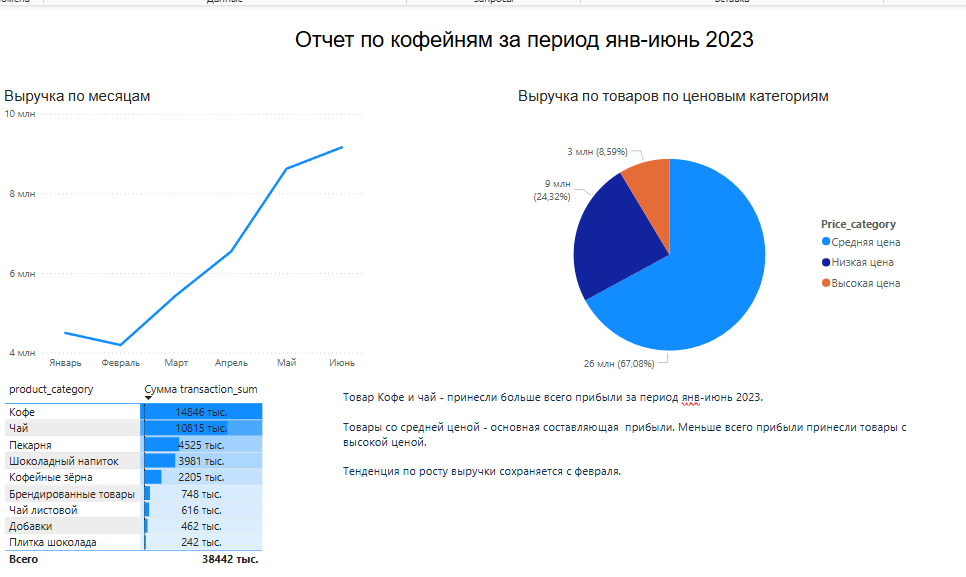 Данные
Отчет по кофейням за период янв-июнь 2023
Выручка по месяцам
10 млн
8 млн
6 млн
4 млн
Январь Февраль Март Апрель Май Июнь
Выручка по товаров по ценовым категориям
3 млн (8,59%)
9 млн
(24,32%)
26 млн (67,08%)
Price_category
Средняя цена
Низкая цена
Высокая цена
product_category Сумма transaction_sum
Кофе 14846 тыс.
Чай 10815 тыс.
Пекарня 4525 тыс.
Шоколадный напиток 3981 тыс.
Кофейные зёрна 2205 тыс.
Брендированные товары 748 тыс.
Чай листовой 616 тыс.
Добавки 462 тыс.
Плитка шоколада 242 тыс.
Всего 38442 тыс.
Товар Кофе и чай - принесли больше всего прибыли за период янв-июнь 2023.
Товары со средней ценой - основная составляющая прибыли. Меньше всего прибыли принесли товары с
высокой ценой.
Тенденция по росту выручки сохраняется с февраля.